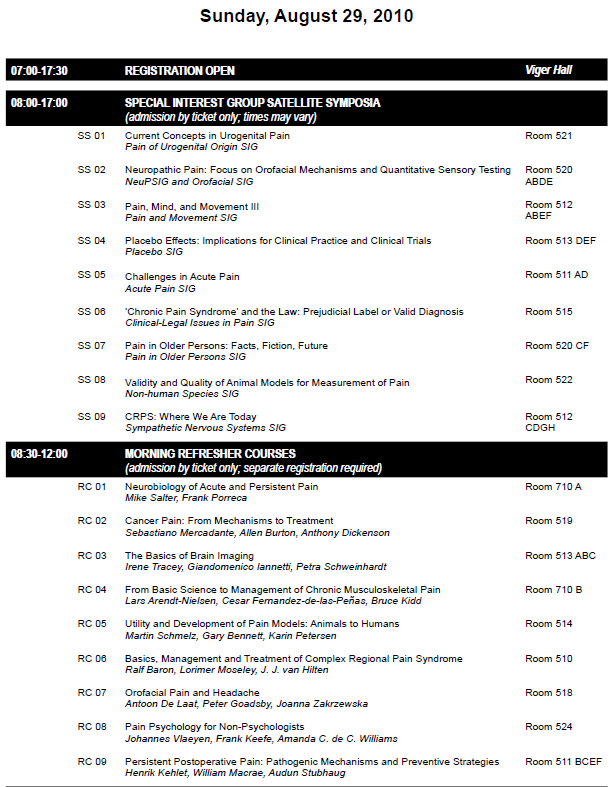 Sunday, August 29, 2010
07:00-17:30 REGISTRATION OPEN Viger Hall
08:00-17:00 SPECIAL INTEREST GROUP SATELLITE SYMPOSIA
(admission by ticket only; times may vary)
SS 01 Current Concepts in Urogenital Pain Room 521
Pain of Urogenital Origin SIG
SS 02 Neuropathic Pain: Focus on Orofacial Mechanisms and Quantitative Sensory Testing Room 520
NeuPSIG and Orofacial SIG ABDE
SS 03 Pain, Mind, and Movement III Room 512
Pain and Movement SIG ABEF
SS 04 Placebo Effects: Implications for Clinical Practice and Clinical Trials Room 513 DEF
Placebo SIG
SS 05 Challenges in Acute Pain Room 511 AD
Acute Pain SIG
SS 06 'Chronic Pain Syndrome' and the Law: Prejudicial Label or Valid Diagnosis Room 515
Clinical-Legal Issues in Pain SIG
SS 07 Pain in Older Persons: Facts, Fiction, Future Room 520 CF
Pain in Older Persons SIG
SS 08 Validity and Quality of Animal Models for Measurement of Pain Room 522
Non-human Species SIG
SS 09 CRPS: Where We Are Today Room 512
Sympathetic Nervous Systems SIG CDGH
08:30-12:00 MORNING REFRESHER COURSES
(admission by ticket only; separate registration required)
RC 01 Neurobiology of Acute and Persistent Pain Room 710 A
Mike Salter, Frank Porreca
RC 02 Cancer Pain: From Mechanisms to Treatment Room 519
Sebastiano Mercadante, Allen Burton, Anthony Dickenson
RC 03 The Basics of Brain Imaging Room 513 ABC
Irene Tracey, Giandomenico Iannetti, Petra Schweinhardt
RC 04 From Basic Science to Management of Chronic Musculoskeletal Pain Room 710 B
Lars Arendt-Nielsen, Cesar Fernandez-de-las-Peñas, Bruce Kidd
RC 05 Utility and Development of Pain Models: Animals to Humans Room 514
Martin Schmelz, Gary Bennett, Karin Petersen
RC 06 Basics, Management and Treatment of Complex Regional Pain Syndrome Room 510
Ralf Baron, Lorimer Moseley, J. J. van Hilten
RC 07 Orofacial Pain and Headache Room 518
Antoon De Laat, Peter Goadsby, Joanna Zakrzewska
RC 08 Pain Psychology for Non-Psychologists Room 524
Johannes Vlaeyen, Frank Keefe, Amanda C. de C. Williams
RC 09 Persistent Postoperative Pain: Pathogenic Mechanisms and Preventive Strategies Room 511 BCEF
Henrik Kehlet, William Macrae, Audun Stubhaug